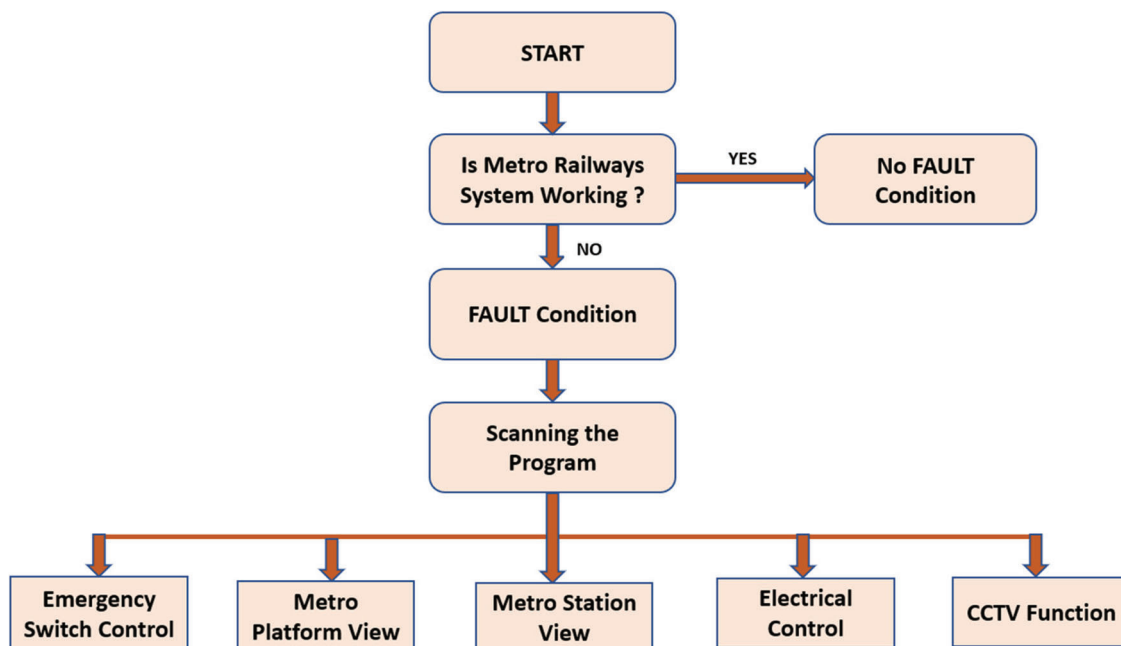 START
Is Metro Railways
System Working ?
YES
No FAULT
Condition
NO
FAULT Condition
Scanning the
Program
Emergency
Switch Control
Metro
Platform View
Metro Station
View
Electrical
Control
CCTV Function